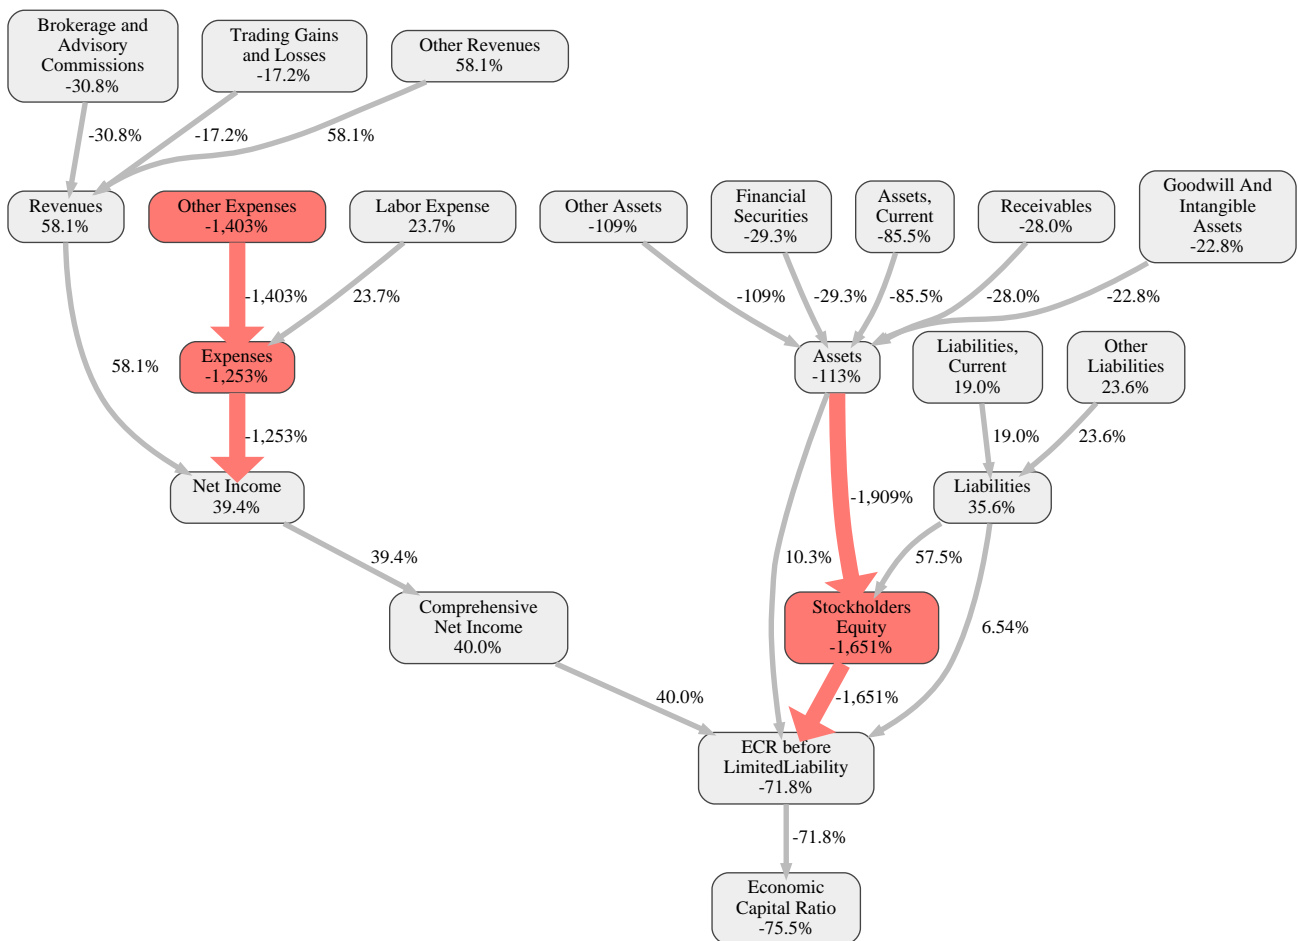 Brokerage and
Advisory
Commissions
-30.8%
Trading Gains
and Losses
-17.2%
Other Revenues
58.1%
-30.8%
-17.2%
58.1%
Revenues
58.1%
Other Expenses
-1,403%
Labor Expense
23.7%
Other Assets
-109%
Financial
Securities
-29.3%
Assets,
Current
-85.5%
Receivables
-28.0%
Goodwill And
Intangible
Assets
-22.8%
-1,403%
23.7%
-109%
-29.3%
-85.5%
-28.0%
-22.8%
58.1%
Expenses
-1,253%
Assets
-113%
Liabilities,
Current
19.0%
Other
Liabilities
23.6%
-1,253%
19.0%
23.6%
Net Income
39.4%
-1,909%
Liabilities
35.6%
39.4%
10.3%
57.5%
Comprehensive
Net Income
40.0%
Stockholders
Equity
-1,651%
6.54%
40.0%
-1,651%
ECR before
LimitedLiability
-71.8%
-71.8%
Economic
Capital Ratio
-75.5%